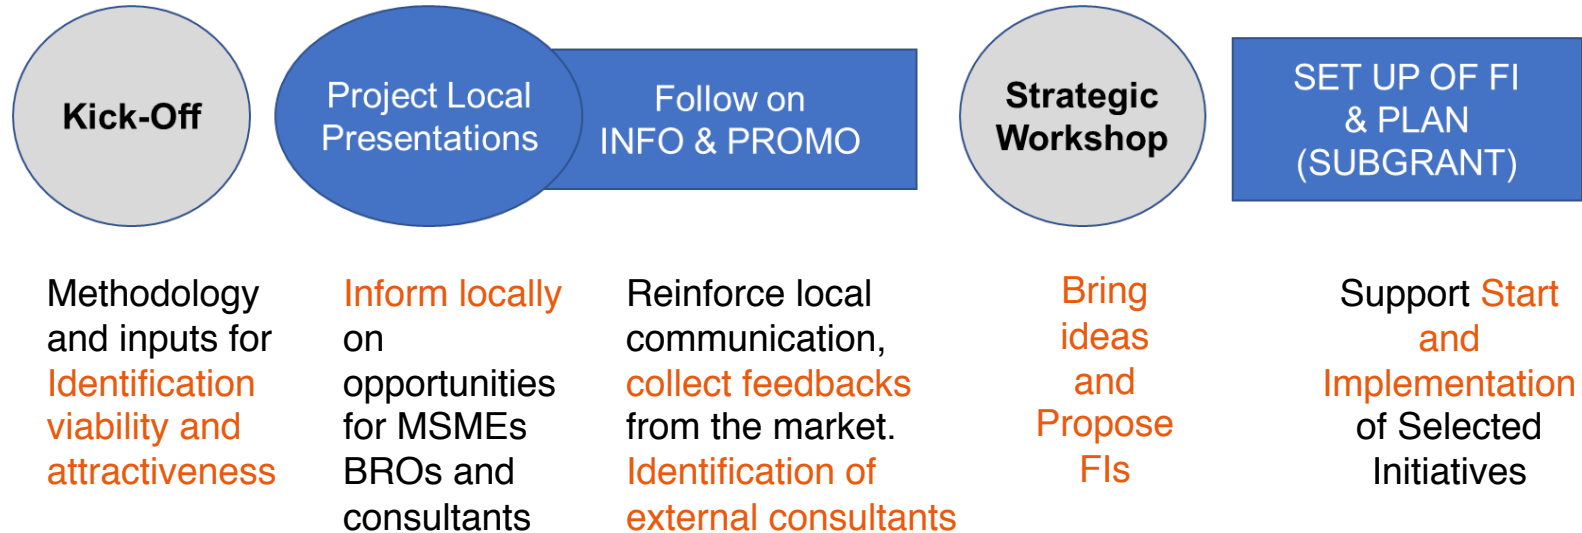 Kick-Off
Project Local
Presentations
Follow on
INFO & PROMO
Strategic
Workshop
SET UP OF FI
& PLAN
(SUBGRANT)
Methodology
and inputs for
Identification
viability and
attractiveness
Inform locally
on
opportunities
for MSMEs
BROs and
consultants
Reinforce local
communication,
collect feedbacks
from the market.
Identification of
external consultants
Bring
ideas
and
Propose
FIs
Support Start
and
Implementation
of Selected
Initiatives